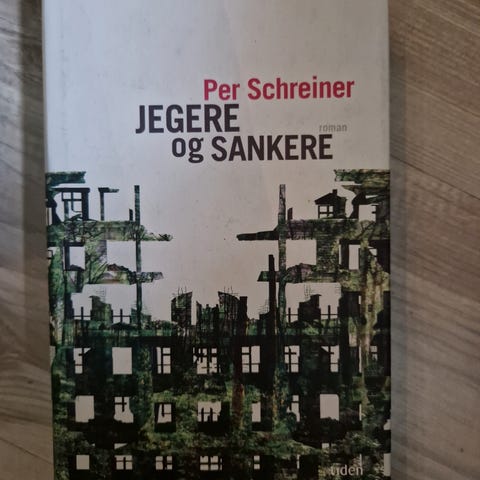 Per Schreiner
JEGERE
roman
og SANKERE
tiden